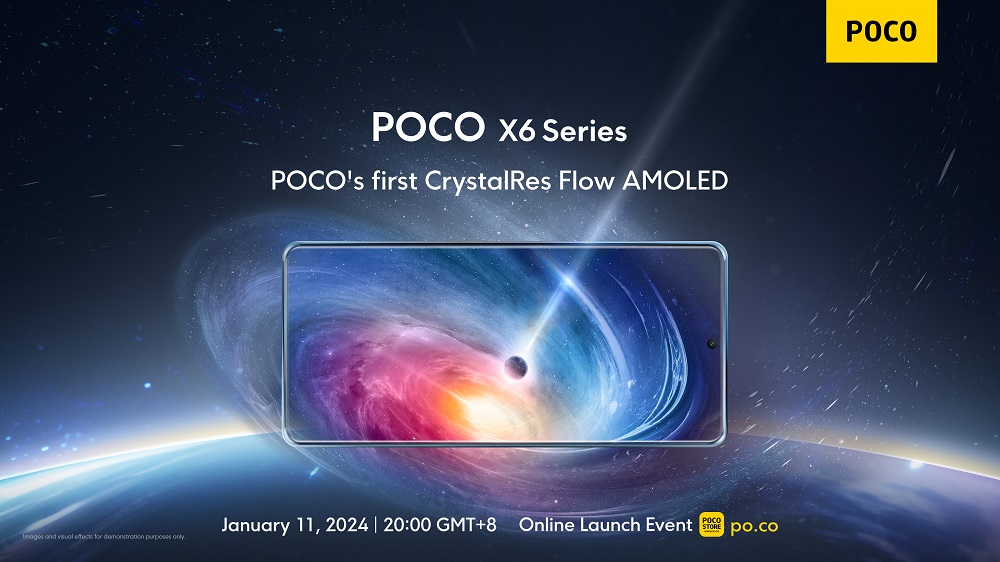 POCO
POCO X6 Series
POCO's first CrystalRes Flow AMOLED
January 11, 2024 | 20:00 GMT+8 Online Launch Event POCO STORE po.co
Images and visual effects for demonstration purposes only.